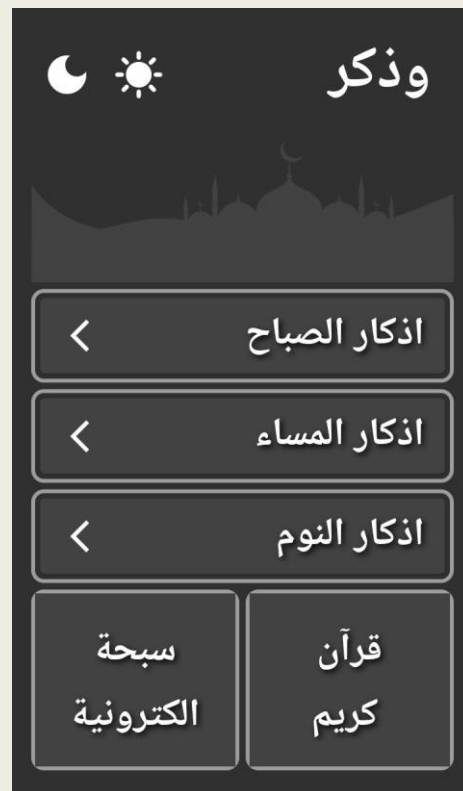 وذكر
اذكار الصباح
اذكار المساء
اذكار النوم
قرآن
كريم
سبحة
الكترونية